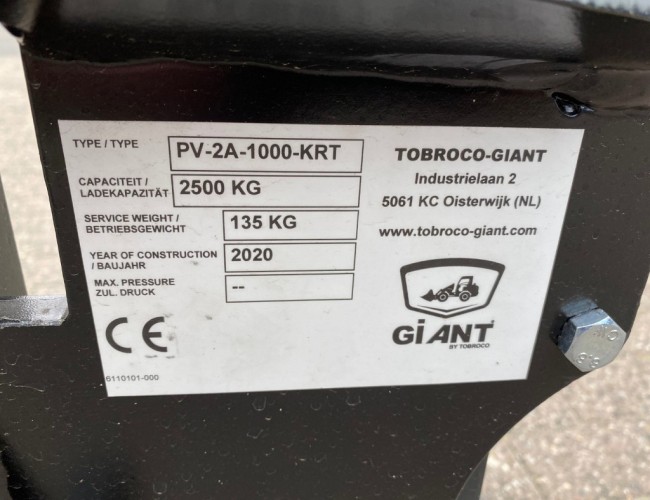 TYPE / TYPE
PV-2A-1000-KRT
CAPACITEIT /
LADEKAPAZITÄT
2500 KG
SERVICE WEIGHT /
BETRIEBSGEWICHT
135 KG
YEAR OF CONSTRUCTION
/ BAUJAHR
2020
MAX. PRESSURE
ZUL. DRUCK
--
CE
6110101-000
TOBROCO-GIANT
Industrielaan 2
5061 KC Oisterwijk (NL)
www.tobroco-giant.com
GiANT
BY TOBROCO
8.8